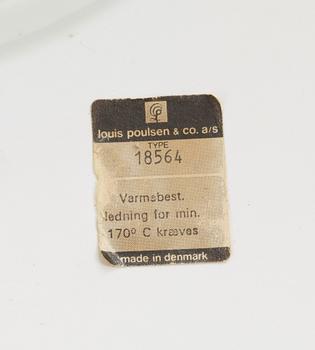 louis poulsen & co. a/s
TYPE
18564
Varmebest.
ledning for min.
170° C kræves
made in denmark